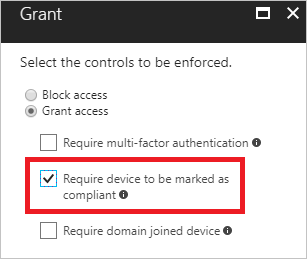 Grant
Select the controls to be enforced.
Block access
Grant access
Require multi-factor authentication
Require device to be marked as
compliant
Require domain joined device